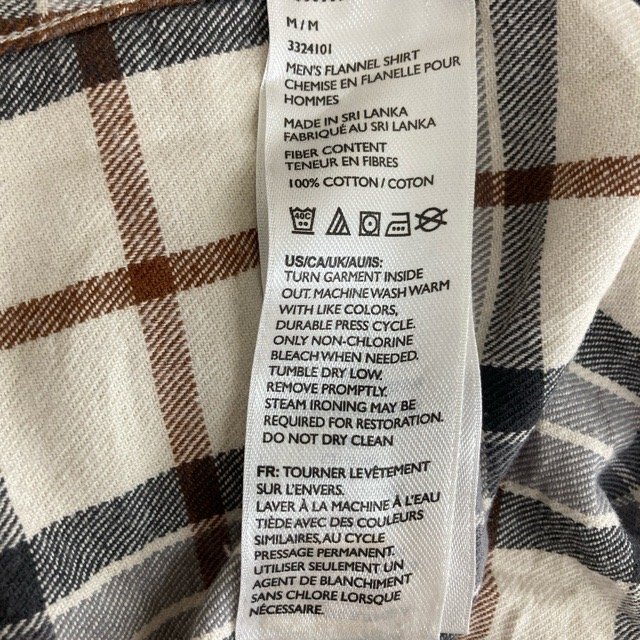 M / M
3324101
MEN'S FLANNEL SHIRT
CHEMISE EN FLANELLE POUR
HOMMES
MADE IN SRI LANKA
FABRIQUÉ AU SRI LANKA
FIBER CONTENT
TENEUR EN FIBRES
100% COTTON / COTON
40C
US/CA/UK/AU/IS:
TURN GARMENT INSIDE
OUT. MACHINE WASH WARM
WITH LIKE COLORS,
DURABLE PRESS CYCLE.
ONLY NON-CHLORINE
BLEACH WHEN NEEDED.
TUMBLE DRY LOW.
REMOVE PROMPTLY.
STEAM IRONING MAY BE
REQUIRED FOR RESTORATION.
DO NOT DRY CLEAN
FR: TOURNER LEVÊTEMENT
SUR L'ENVERS.
LAVER À LA MACHINE À L'EAU
TIÈDE AVEC DES COULEURS
SIMILAIRES, AU CYCLE
PRESSAGE PERMANENT.
UTILISER SEULEMENT UN
AGENT DE BLANCHIMENT
SANS CHLORE LORSQUE
NÉCESSAIRE.